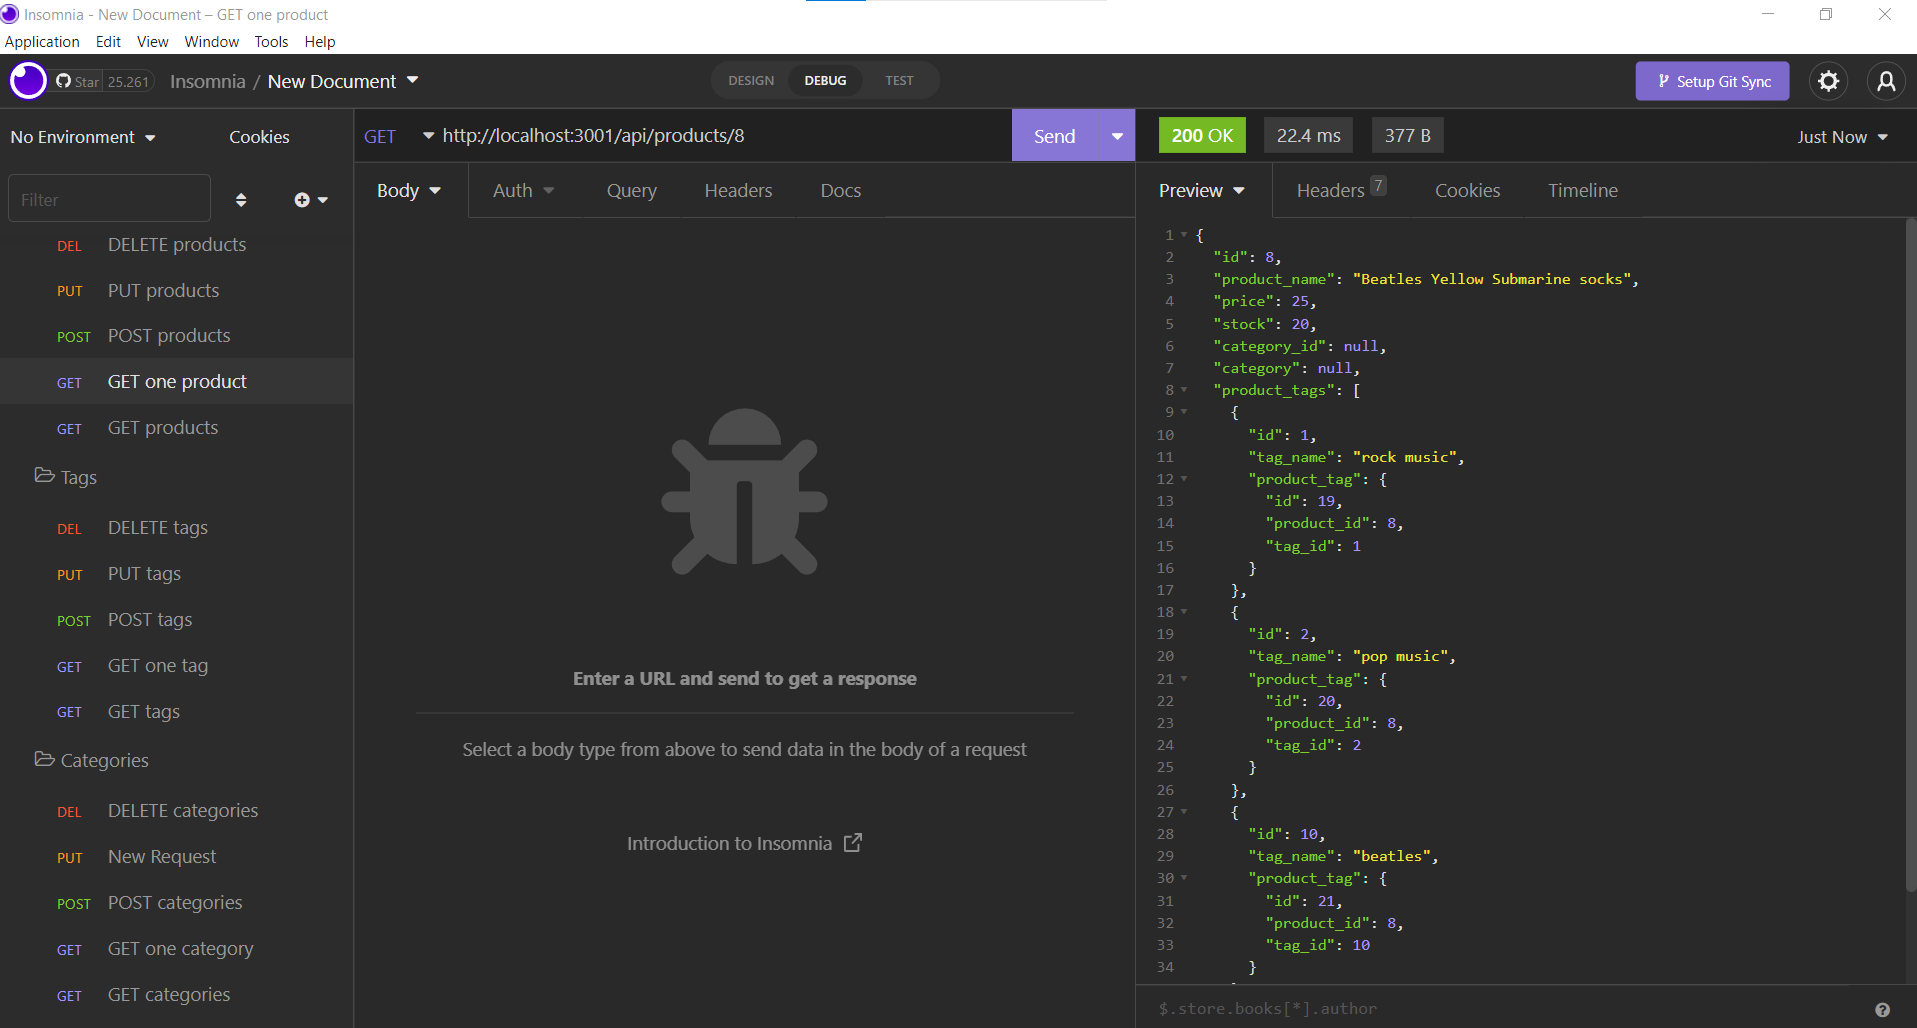 Insomnia - New Document – GET one product
Application Edit View Window Tools Help
Star 25.261 Insomnia / New Document DESIGN DEBUG TEST Setup Git Sync
No Environment Cookies
Filter
DEL DELETE products
PUT PUT products
POST POST products
GET GET one product
GET GET products
Tags
DEL DELETE tags
PUT PUT tags
POST POST tags
GET GET one tag
GET GET tags
Categories
DEL DELETE categories
PUT New Request
POST POST categories
GET GET one category
GET GET categories
GET http://localhost:3001/api/products/8 Send
Body Auth Query Headers Docs
Enter a URL and send to get a response
Select a body type from above to send data in the body of a request
Introduction to Insomnia
200 OK 22.4 ms 377 B Just Now
Preview Headers 7 Cookies Timeline
1 {
2 "id": 8,
3 "product_name": "Beatles Yellow Submarine socks",
4 "price": 25,
5 "stock": 20,
6 "category_id": null,
7 "category": null,
8 "product_tags": [
9 {
10 "id": 1,
11 "tag_name": "rock music",
12 "product_tag": {
13 "id": 19,
14 "product_id": 8,
15 "tag_id": 1
16 }
17 },
18 {
19 "id": 2,
20 "tag_name": "pop music",
21 "product_tag": {
22 "id": 20,
23 "product_id": 8,
24 "tag_id": 2
25 }
26 },
27 {
28 "id": 10,
29 "tag_name": "beatles",
30 "product_tag": {
31 "id": 21,
32 "product_id": 8,
33 "tag_id": 10
34 }
$.store.books[*].author